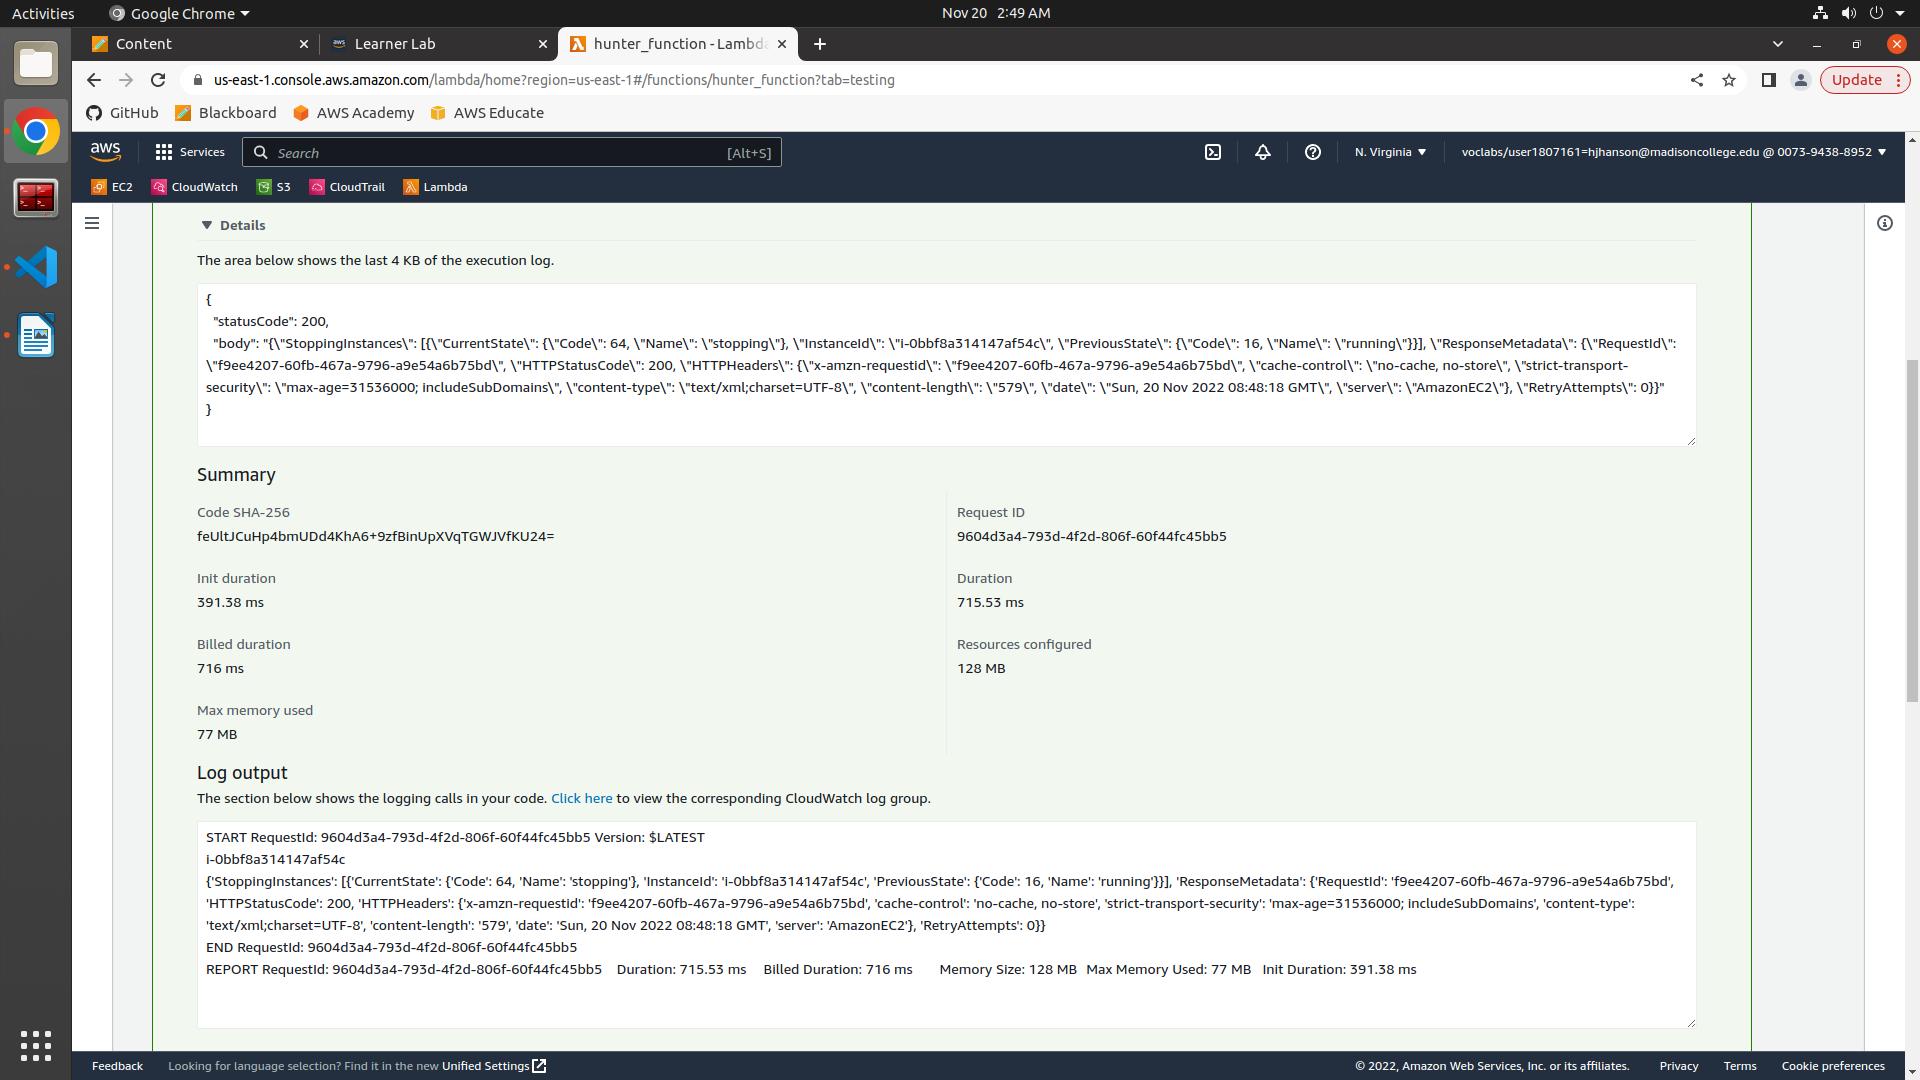 Activities
Google Chrome
Nov 20 2:49 AM
Content
Learner Lab
hunter_function - Lambda
us-east-1.console.aws.amazon.com/lambda/home?region=us-east-1#/functions/hunter_function?tab=testing
Update
GitHub
Blackboard
AWS Academy
AWS Educate
aws
Services
Search
[Alt+S]
N. Virginia
voclabs/user1807161=hjhanson@madisoncollege.edu @ 0073-9438-8952
EC2
CloudWatch
S3
CloudTrail
Lambda
Details
The area below shows the last 4 KB of the execution log.
{
"statusCode": 200,
"body": "{\"StoppingInstances\": [{\"CurrentState\": {\"Code\": 64, \"Name\": \"stopping\"}, \"InstanceId\": \"i-0bbf8a314147af54c\", \"PreviousState\": {\"Code\": 16, \"Name\": \"running\"}}], \"ResponseMetadata\": {\"RequestId\":
\"f9ee4207-60fb-467a-9796-a9e54a6b75bd\", \"HTTPStatusCode\": 200, \"HTTPHeaders\": {\"x-amzn-requestid\": \"f9ee4207-60fb-467a-9796-a9e54a6b75bd\", \"cache-control\": \"no-cache, no-store\", \"strict-transport-
security\": \"max-age=31536000; includeSubDomains\", \"content-type\": \"text/xml;charset=UTF-8\", \"content-length\": \"579\", \"date\": \"Sun, 20 Nov 2022 08:48:18 GMT\", \"server\": \"AmazonEC2\"}, \"RetryAttempts\": 0}}"
}
Summary
Code SHA-256
feUltJCuHp4bmUDd4KhA6+9zfBinUpXVqTGWJVfKU24=
Request ID
9604d3a4-793d-4f2d-806f-60f44fc45bb5
Init duration
391.38 ms
Duration
715.53 ms
Billed duration
716 ms
Resources configured
128 MB
Max memory used
77 MB
Log output
The section below shows the logging calls in your code. Click here to view the corresponding CloudWatch log group.
START RequestId: 9604d3a4-793d-4f2d-806f-60f44fc45bb5 Version: $LATEST
i-0bbf8a314147af54c
{'StoppingInstances': [{'CurrentState': {'Code': 64, 'Name': 'stopping'}, 'InstanceId': 'i-0bbf8a314147af54c', 'PreviousState': {'Code': 16, 'Name': 'running'}}], 'ResponseMetadata': {'RequestId': 'f9ee4207-60fb-467a-9796-a9e54a6b75bd',
'HTTPStatusCode': 200, 'HTTPHeaders': {'x-amzn-requestid': 'f9ee4207-60fb-467a-9796-a9e54a6b75bd', 'cache-control': 'no-cache, no-store', 'strict-transport-security': 'max-age=31536000; includeSubDomains', 'content-type':
'text/xml;charset=UTF-8', 'content-length': '579', 'date': 'Sun, 20 Nov 2022 08:48:18 GMT', 'server': 'AmazonEC2'}, 'RetryAttempts': 0}}
END RequestId: 9604d3a4-793d-4f2d-806f-60f44fc45bb5
REPORT RequestId: 9604d3a4-793d-4f2d-806f-60f44fc45bb5 Duration: 715.53 ms Billed Duration: 716 ms Memory Size: 128 MB Max Memory Used: 77 MB Init Duration: 391.38 ms
Feedback
Looking for language selection? Find it in the new Unified Settings
© 2022, Amazon Web Services, Inc. or its affiliates.
Privacy
Terms
Cookie preferences